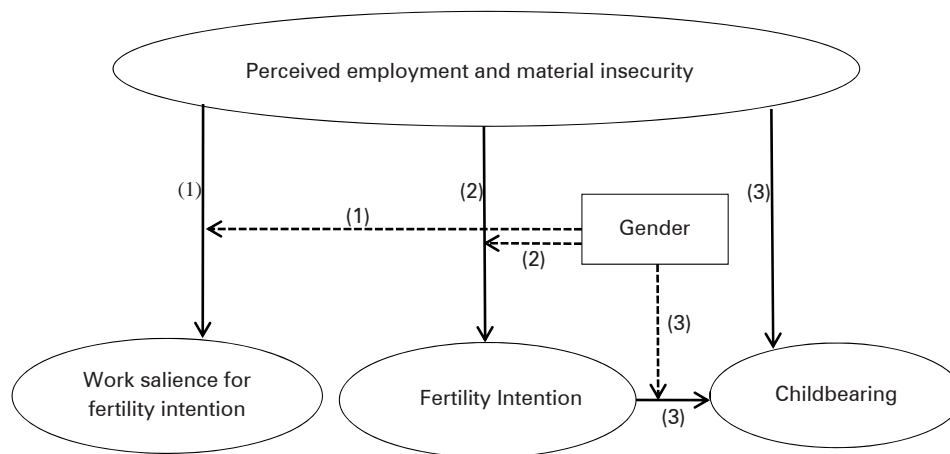 Perceived employment and material insecurity
(1)
(2)
(3)
(1)
Gender
(2)
(3)
Work salience for
fertility intention
Fertility Intention
(3)
Childbearing